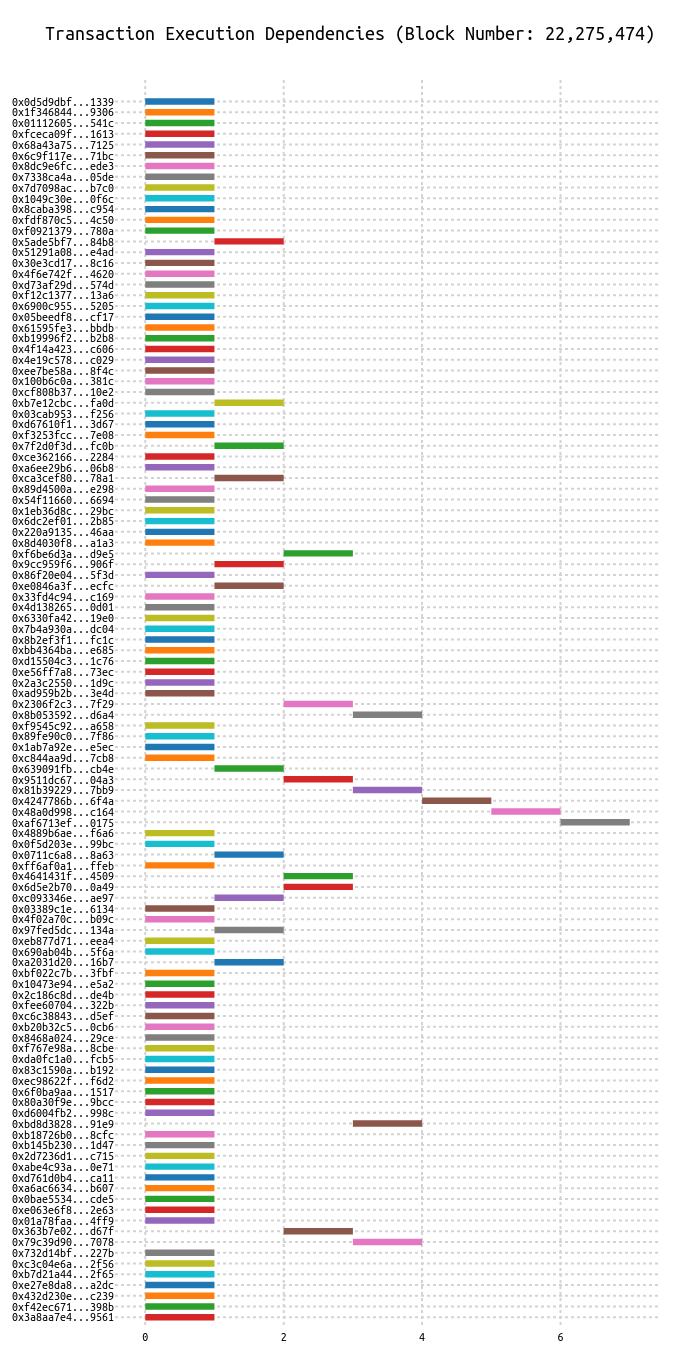 Transaction Execution Dependencies (Block Number: 22,275,474)
0x0d5d9dbf...1339
0x1f346844...9306
0x01112605...541c
0xfceca09f...1613
0x68a43a75...7125
0x6c9f117e...71bc
0x8dc9e6fc...ede3
0x7338ca4a...05de
0x7d7098ac...b7c0
0x1049c30e...0f6c
0x8caba398...c954
0xfdf870c5...4c50
0xf0921379...780a
0x5ade5bf7...84b8
0x51291a08...e4ad
0x30e3cd17...8c16
0x4f6e742f...4620
0xd73af29d...574d
0xf12c1377...13a6
0x6900c955...5205
0x05beedf8...cf17
0x61595fe3...bbdb
0xb19996f2...b2b8
0x4f14a423...c606
0x4e19c578...c029
0xee7be58a...8f4c
0x100b6c0a...381c
0xcf808b37...10e2
0xb7e12cbc...fa0d
0x03cab953...f256
0xd67610f1...3d67
0xf3253fcc...7e08
0x7f2d0f3d...fc0b
0xce362166...2284
0xa6ee29b6...06b8
0xca3cef80...78a1
0x89d4500a...e298
0x54f11660...6694
0x1eb36d8c...29bc
0x6dc2ef01...2b85
0x220a9135...46aa
0x8d4030f8...a1a3
0xf6be6d3a...d9e5
0x9cc959f6...906f
0x86f20e04...5f3d
0xe0846a3f...ecfc
0x33fd4c94...c169
0x4d138265...0d01
0x6330fa42...19e0
0x7b4a930a...dc04
0x8b2ef3f1...fc1c
0xbb4364ba...e685
0xd15504c3...1c76
0xe56ff7a8...73ec
0x2a3c2550...1d9c
0xad959b2b...3e4d
0x2306f2c3...7f29
0x8b053592...d6a4
0xf9545c92...a658
0x89fe90c0...7f86
0x1ab7a92e...e5ec
0xc844aa9d...7cb8
0x639091fb...cb4e
0x9511dc67...04a3
0x81b39229...7bb9
0x4247786b...6f4a
0x48a0d998...c164
0xaf6713ef...0175
0x4889b6ae...f6a6
0x0f5d203e...99bc
0x0711c6a8...8a63
0xff6af0a1...ffeb
0x4641431f...4509
0x6d5e2b70...0a49
0xc093346e...ae97
0x03389c1e...6134
0x4f02a70c...b09c
0x97fed5dc...134a
0xeb877d71...eea4
0x690ab04b...5f6a
0xa2031d20...16b7
0xbf022c7b...3fbf
0x10473e94...e5a2
0x2c186c8d...de4b
0xfee60704...322b
0xc6c38843...d5ef
0xb20b32c5...0cb6
0x8468a024...29ce
0xf767e98a...8cbe
0xda0fc1a0...fcb5
0x83c1590a...b192
0xec98622f...f6d2
0x6f0ba9aa...1517
0x80a30f9e...9bcc
0xd6004fb2...998c
0xbd8d3828...91e9
0xb18726b0...8cfc
0xb145b230...1d47
0x2d7236d1...c715
0xabe4c93a...0e71
0xd761d0b4...ca11
0xa6ac6634...b607
0x0bae5534...cde5
0xe063e6f8...2e63
0x01a78faa...4ff9
0x363b7e02...d67f
0x79c39d90...7078
0x732d14bf...227b
0xc3c04e6a...2f56
0xb7d21a44...2f65
0xe27e8da8...a2dc
0x432d230e...c239
0xf42ec671...398b
0x3a8aa7e4...9561
0 2 4 6